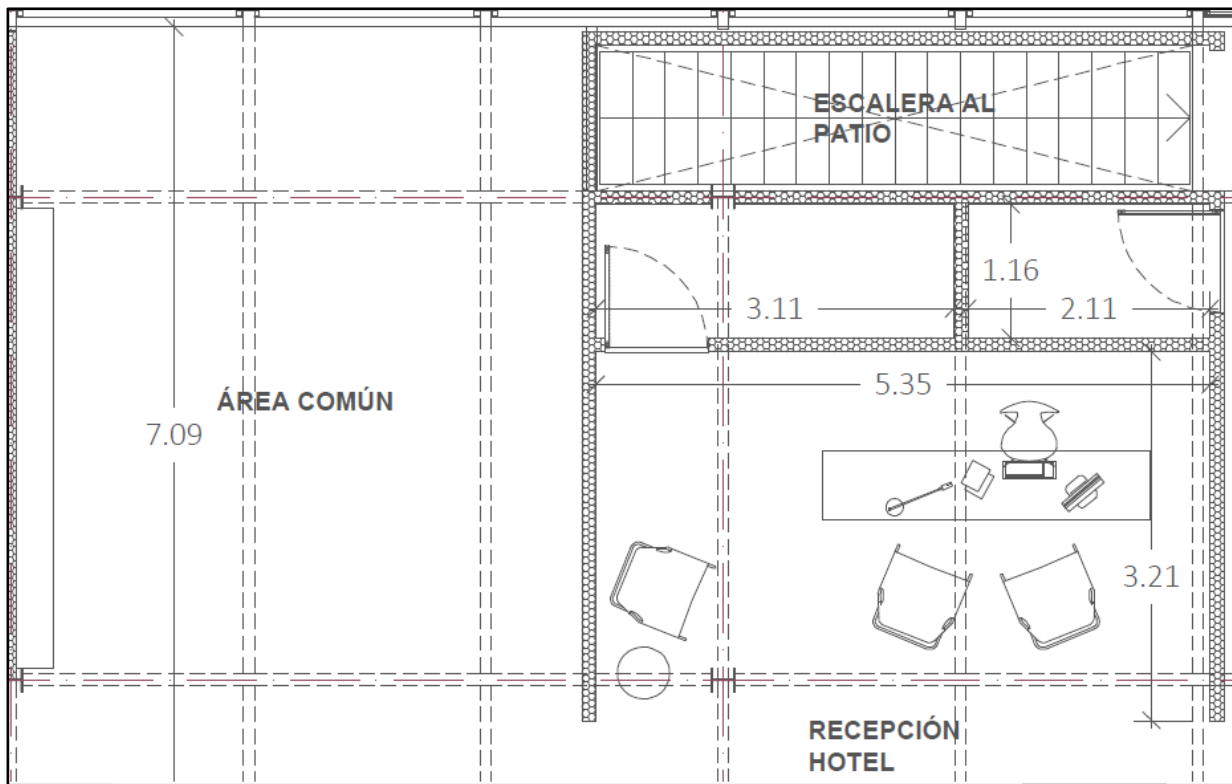 ESCALERA AL
PATIO
1.16
3.11
2.11
5.35
ÁREA COMÚN
7.09
3.21
RECEPCIÓN
HOTEL